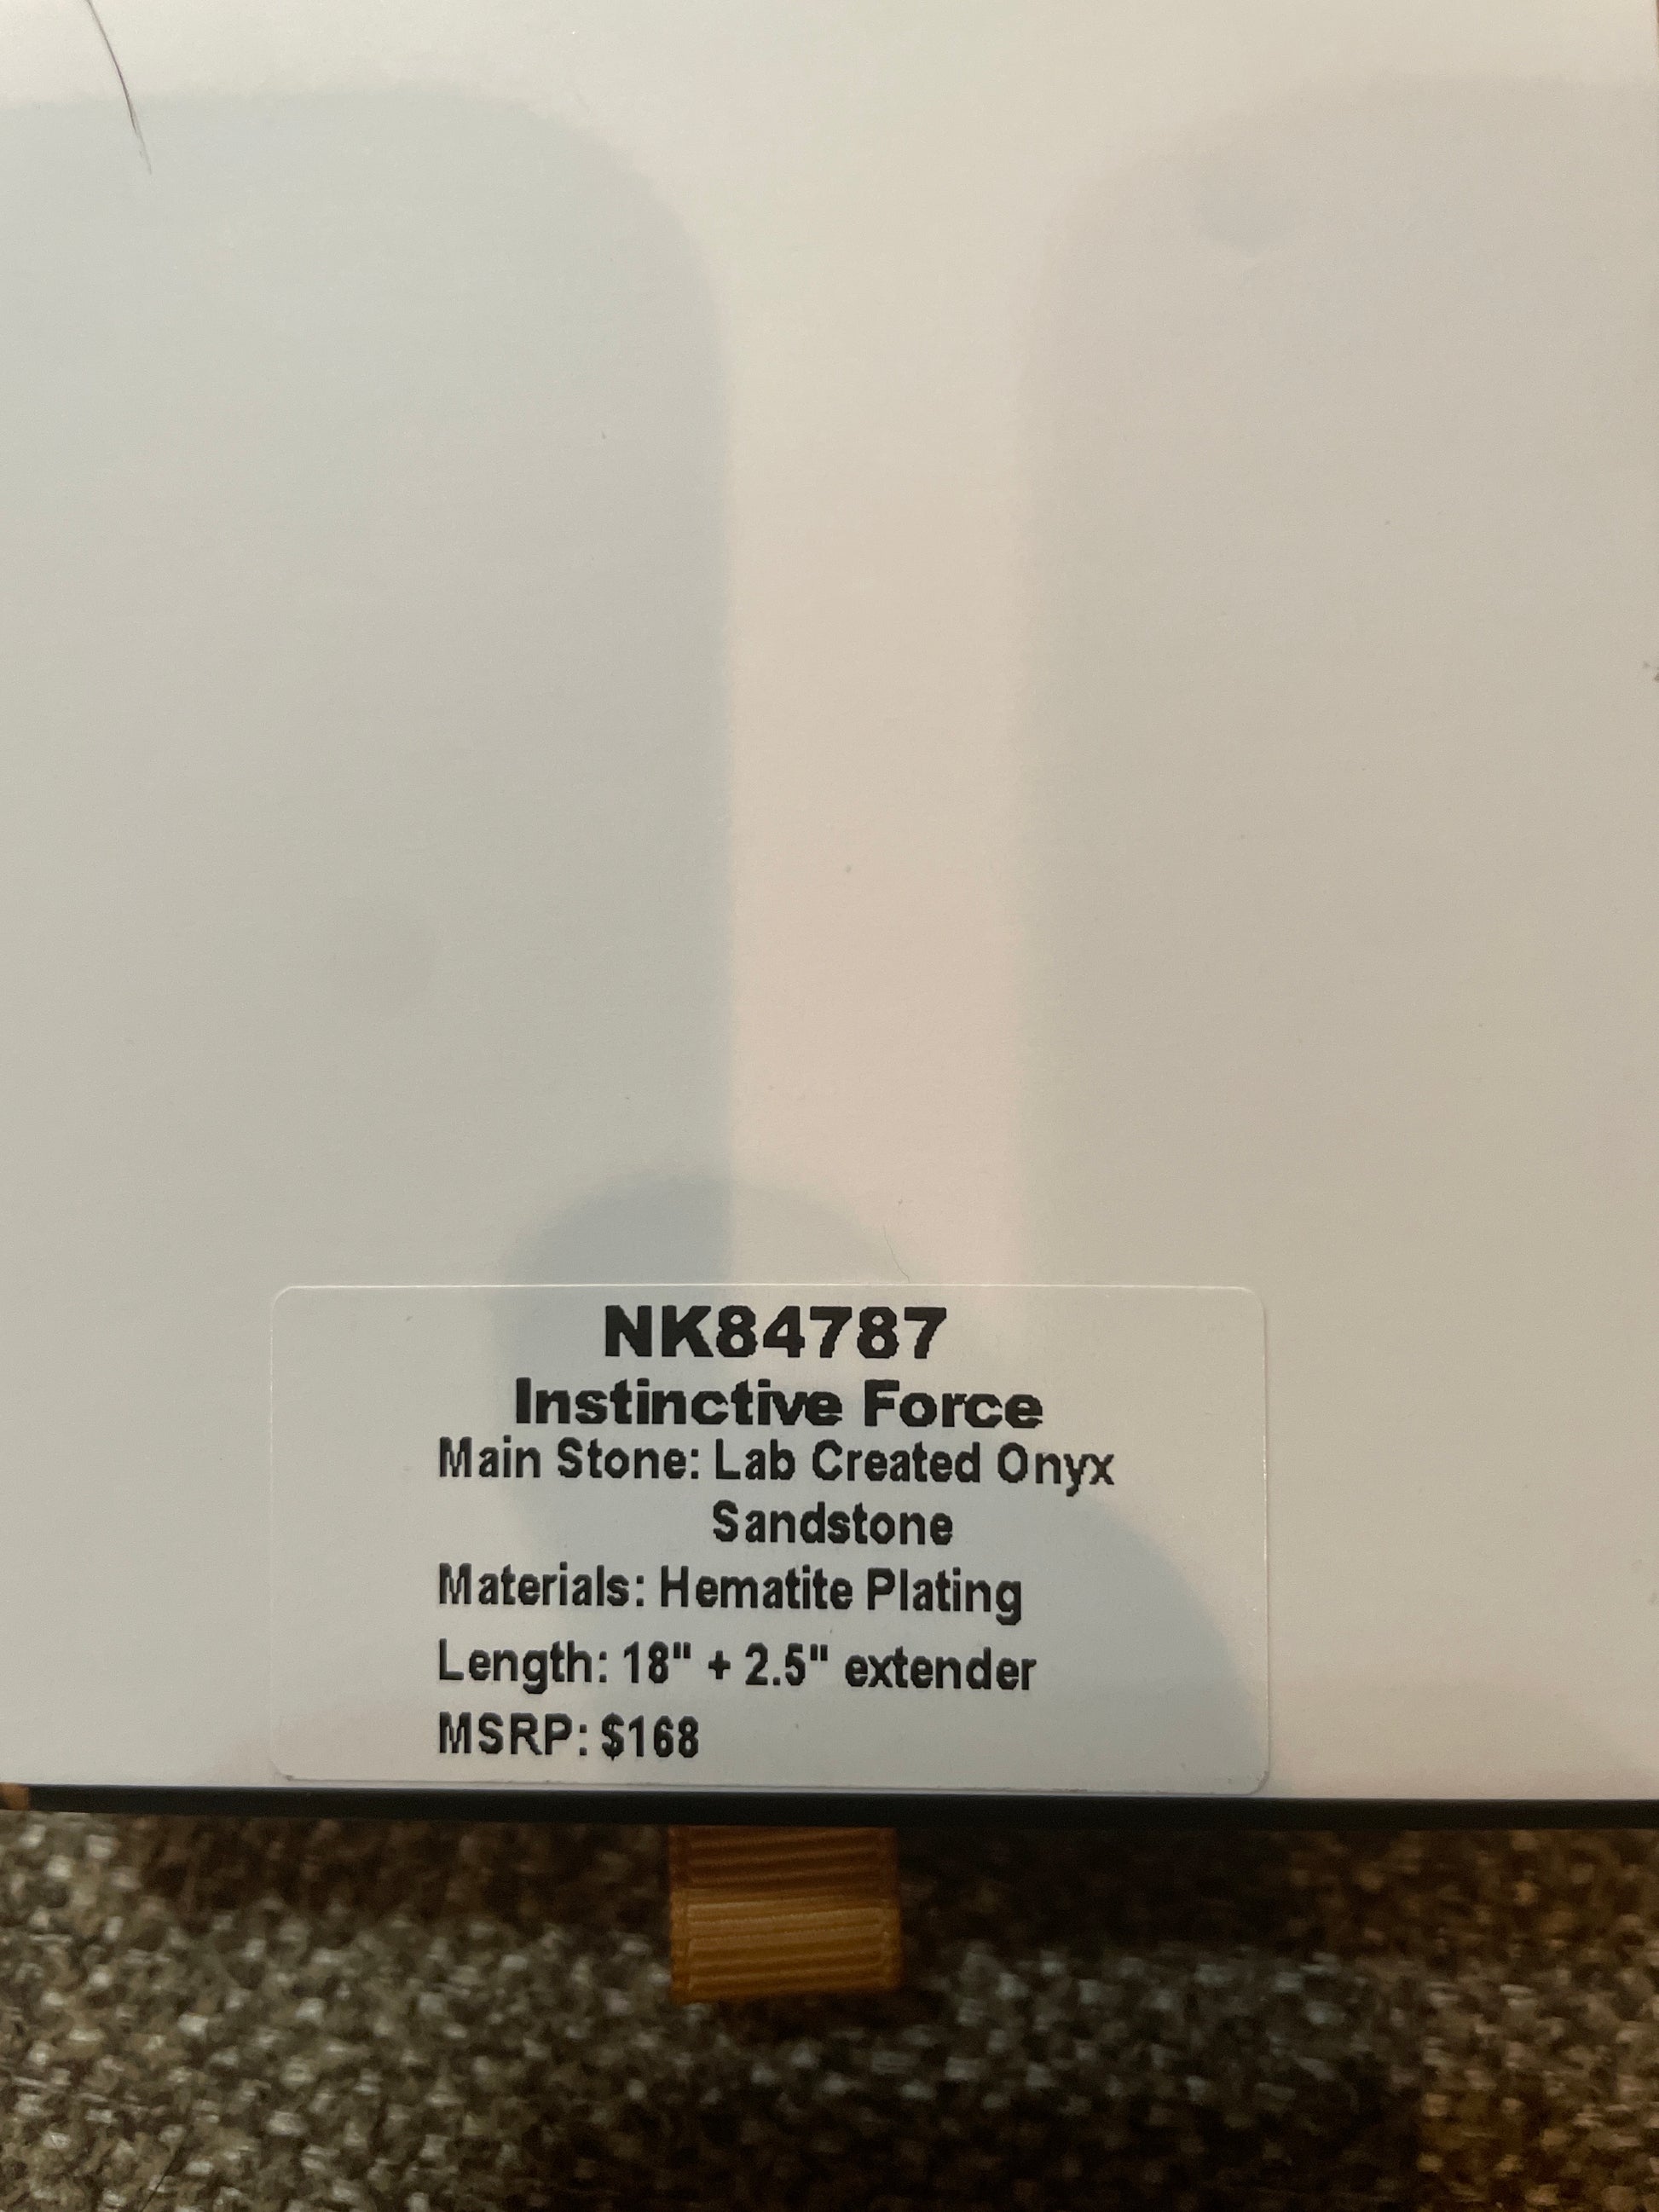 NK84787
Instinctive Force
Main Stone: Lab Created Onyx
Sandstone
Materials: Hematite Plating
Length: 18" + 2.5" extender
MSRP: $168